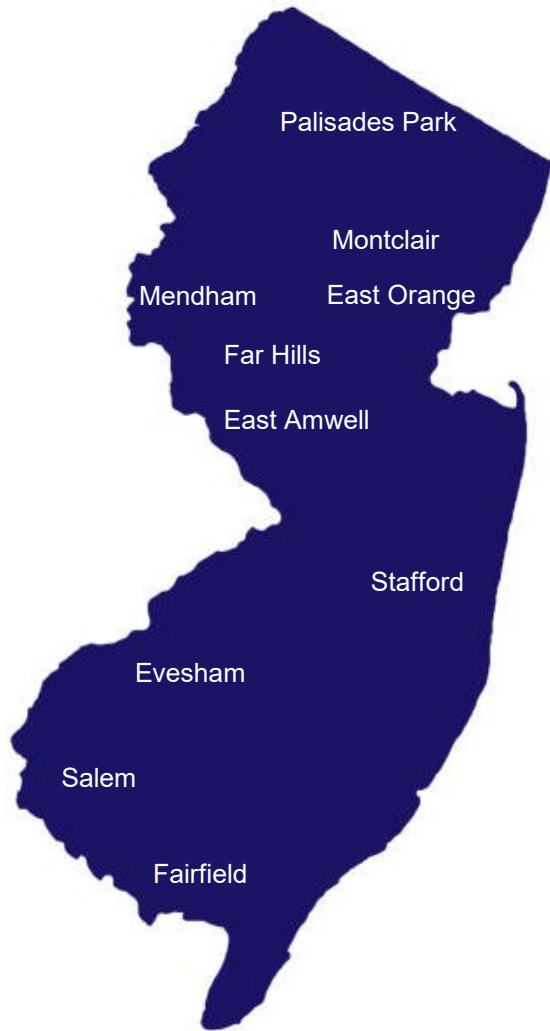 Palisades Park
Montclair
Mendham
East Orange
Far Hills
East Amwell
Stafford
Evesham
Salem
Fairfield